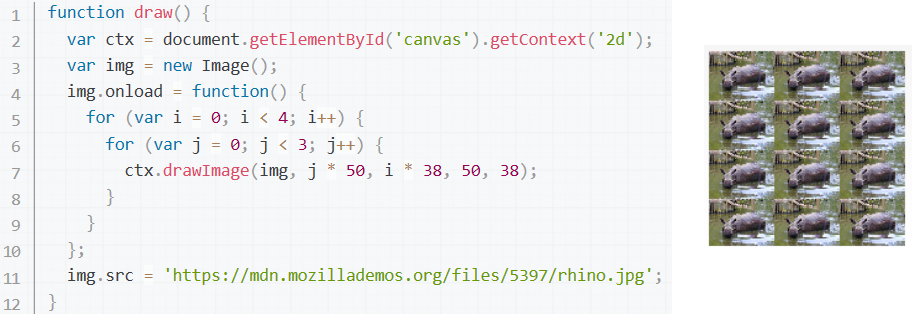 1 function draw() {
2 var ctx = document.getElementById('canvas').getContext('2d');
3 var img = new Image();
4 img.onload = function() {
5 for (var i = 0; i < 4; i++) {
6 for (var j = 0; j < 3; j++) {
7 ctx.drawImage(img, j * 50, i * 38, 50, 38);
8 }
9 }
10 };
11 img.src = 'https://mdn.mozillademos.org/files/5397/rhino.jpg';
12 }